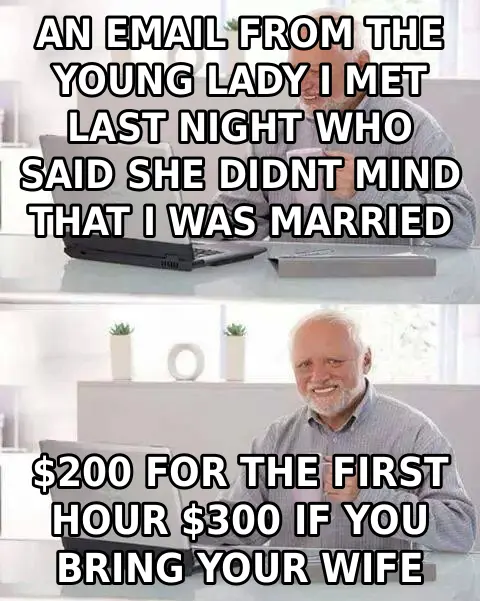 AN EMAIL FROM THE
YOUNG LADY I MET
LAST NIGHT WHO
SAID SHE DIDNT MIND
THAT I WAS MARRIED
$200 FOR THE FIRST
HOUR $300 IF YOU
BRING YOUR WIFE